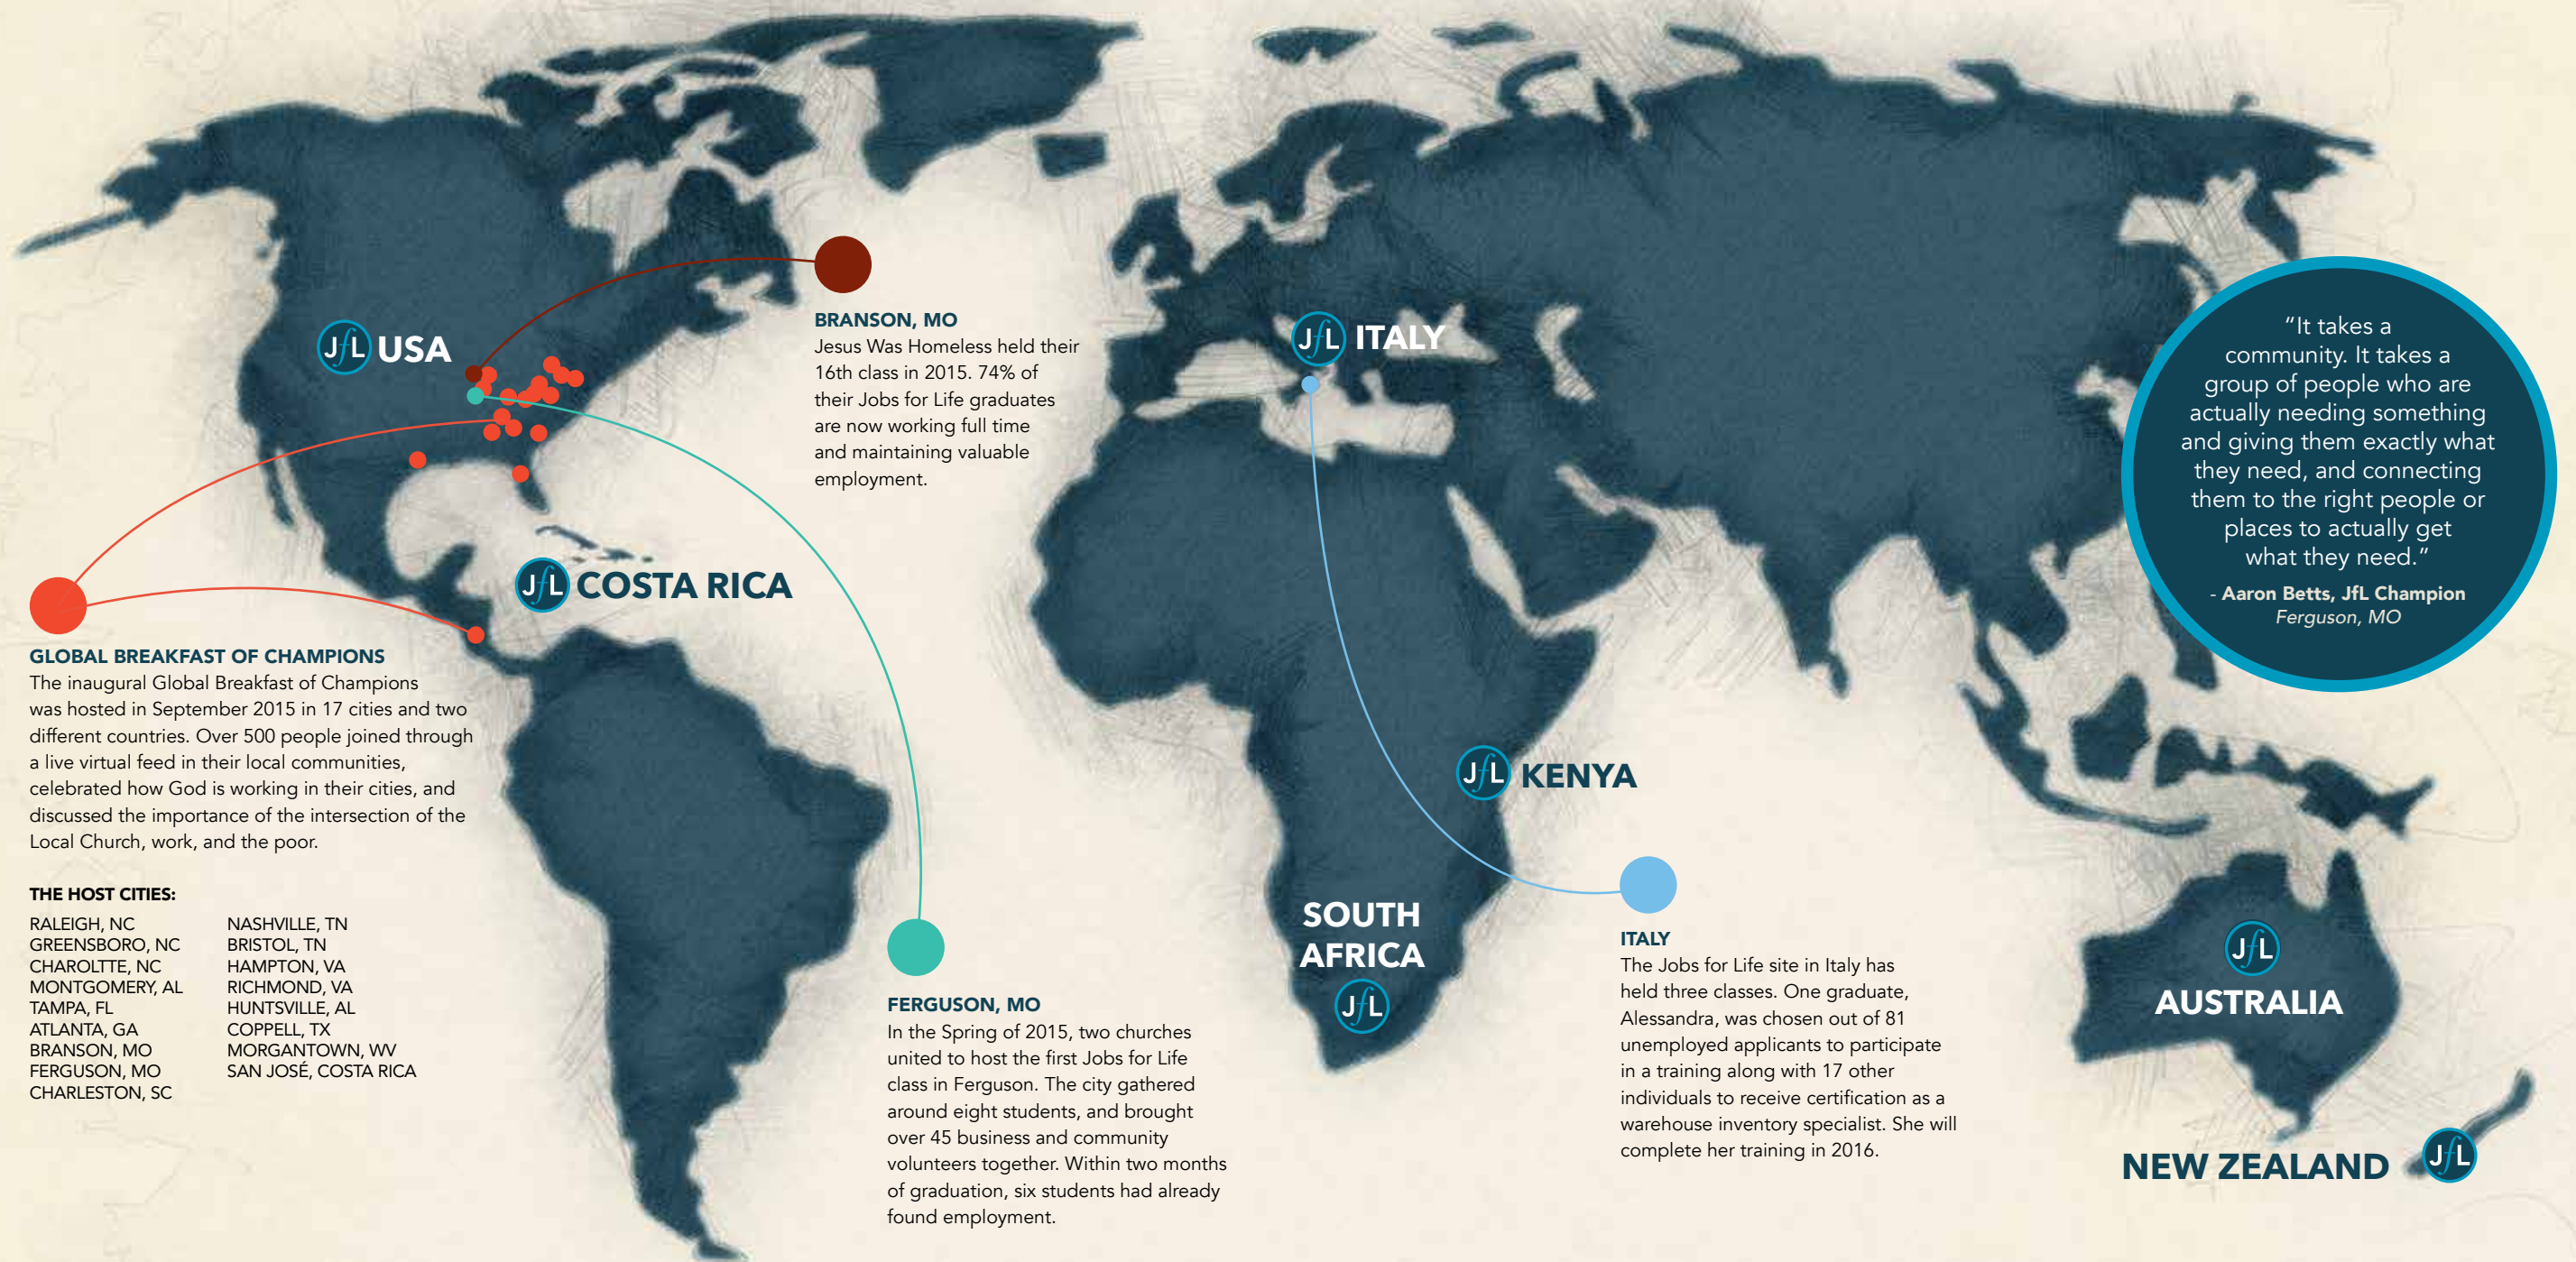 JfL USA
BRANSON, MO
Jesus Was Homeless held their
16th class in 2015. 74% of
their Jobs for Life graduates
are now working full time
and maintaining valuable
employment.
JfL ITALY
"It takes a
community. It takes a
group of people who are
actually needing something
and giving them exactly what
they need, and connecting
them to the right people or
places to actually get
what they need."
- Aaron Betts, JfL Champion
Ferguson, MO
JfL COSTA RICA
GLOBAL BREAKFAST OF CHAMPIONS
The inaugural Global Breakfast of Champions
was hosted in September 2015 in 17 cities and two
different countries. Over 500 people joined through
a live virtual feed in their local communities,
celebrated how God is working in their cities, and
discussed the importance of the intersection of the
Local Church, work, and the poor.
THE HOST CITIES:
RALEIGH, NC
GREENSBORO, NC
CHAROLTTE, NC
MONTGOMERY, AL
TAMPA, FL
ATLANTA, GA
BRANSON, MO
FERGUSON, MO
CHARLESTON, SC
NASHVILLE, TN
BRISTOL, TN
HAMPTON, VA
RICHMOND, VA
HUNTSVILLE, AL
COPPELL, TX
MORGANTOWN, WV
SAN JOSÉ, COSTA RICA
FERGUSON, MO
In the Spring of 2015, two churches
united to host the first Jobs for Life
class in Ferguson. The city gathered
around eight students, and brought
over 45 business and community
volunteers together. Within two months
of graduation, six students had already
found employment.
JfL KENYA
SOUTH
AFRICA
JfL
ITALY
The Jobs for Life site in Italy has
held three classes. One graduate,
Alessandra, was chosen out of 81
unemployed applicants to participate
in a training along with 17 other
individuals to receive certification as a
warehouse inventory specialist. She will
complete her training in 2016.
JfL
AUSTRALIA
NEW ZEALAND JfL